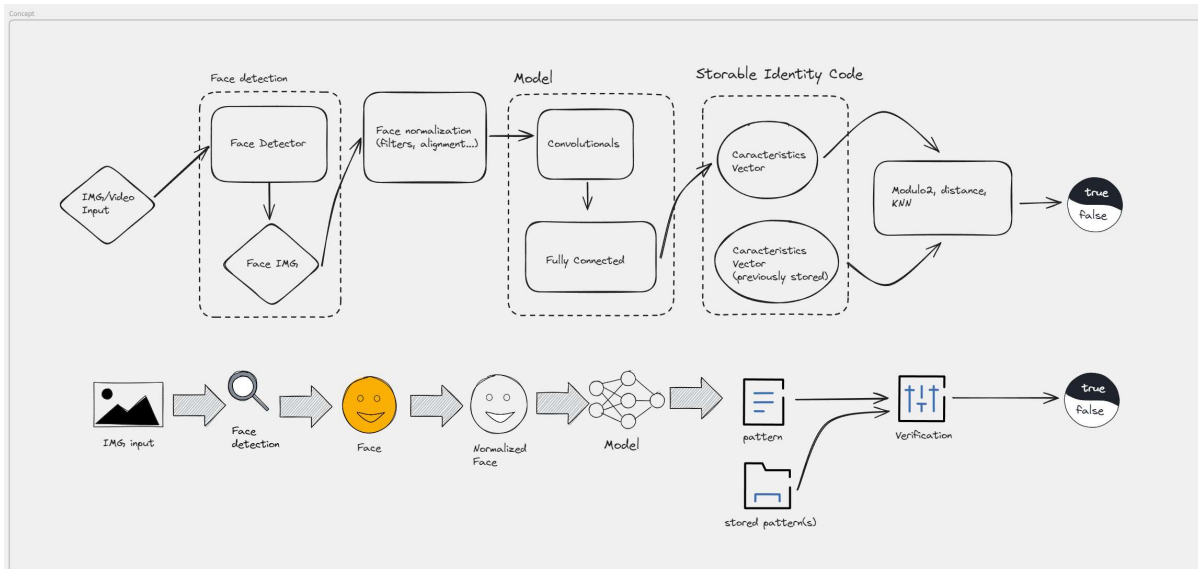 Concept
Face detection
Model
Storable Identity Code
IMG/Video
Input
Face Detector
Face IMG
Face normalization
(filters, alignment...)
Convolutionals
Fully Connected
Caracteristics
Vector
Caracteristics
Vector
(previously stored)
Modulo2, distance,
KNN
true
false
IMG input
Face
detection
Face
Normalized
Face
Model
pattern
stored pattern(s)
Verification
true
false